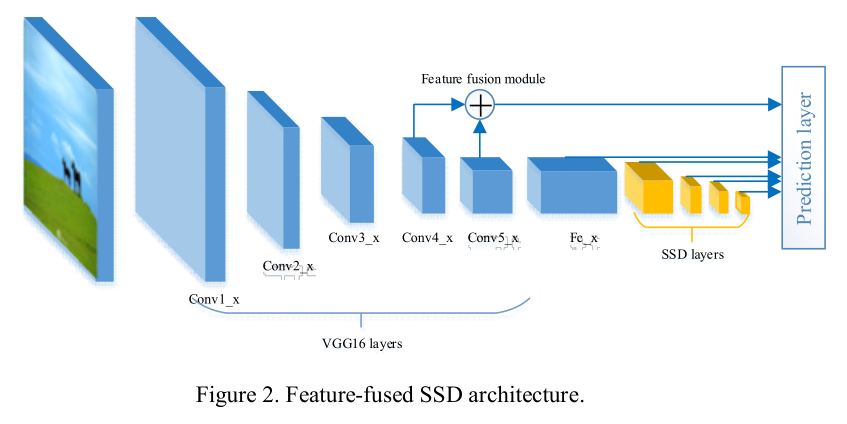 Feature fusion module
Prediction layer
Conv3_x
Conv4_x
Conv5_x
Fc_x
SSD layers
Conv2_x
Conv1_x
VGG16 layers
Figure 2. Feature-fused SSD architecture.